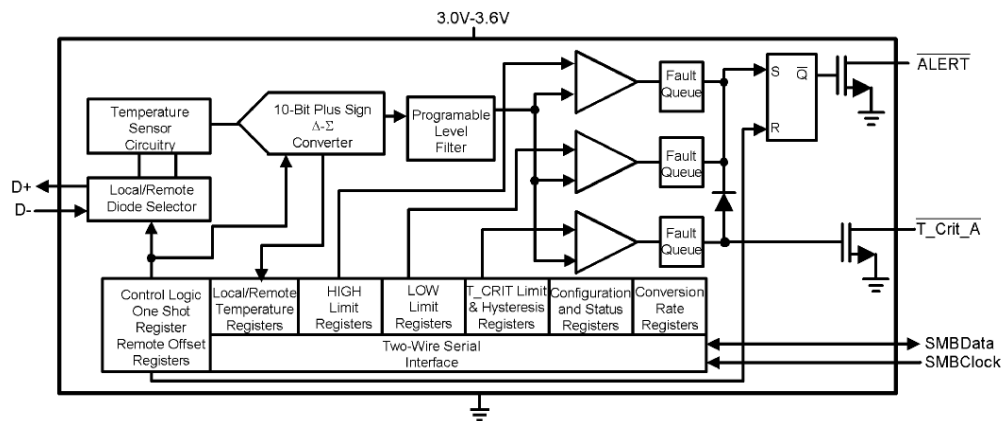 3.0V-3.6V
Temperature
Sensor
Circuitry
10-Bit Plus Sign
Δ-Σ
Converter
Programable
Level
Filter
Fault
Queue
Fault
Queue
Fault
Queue
S
Q
R
ALERT
T_Crit_A
D+
D-
Local/Remote
Diode Selector
Control Logic
One Shot
Register
Remote Offset
Registers
Local/Remote
Temperature
Registers
HIGH
Limit
Registers
LOW
Limit
Registers
T_CRIT Limit
& Hysteresis
Registers
Configuration
and Status
Registers
Conversion
Rate
Registers
Two-Wire Serial
Interface
SMBData
SMBClock